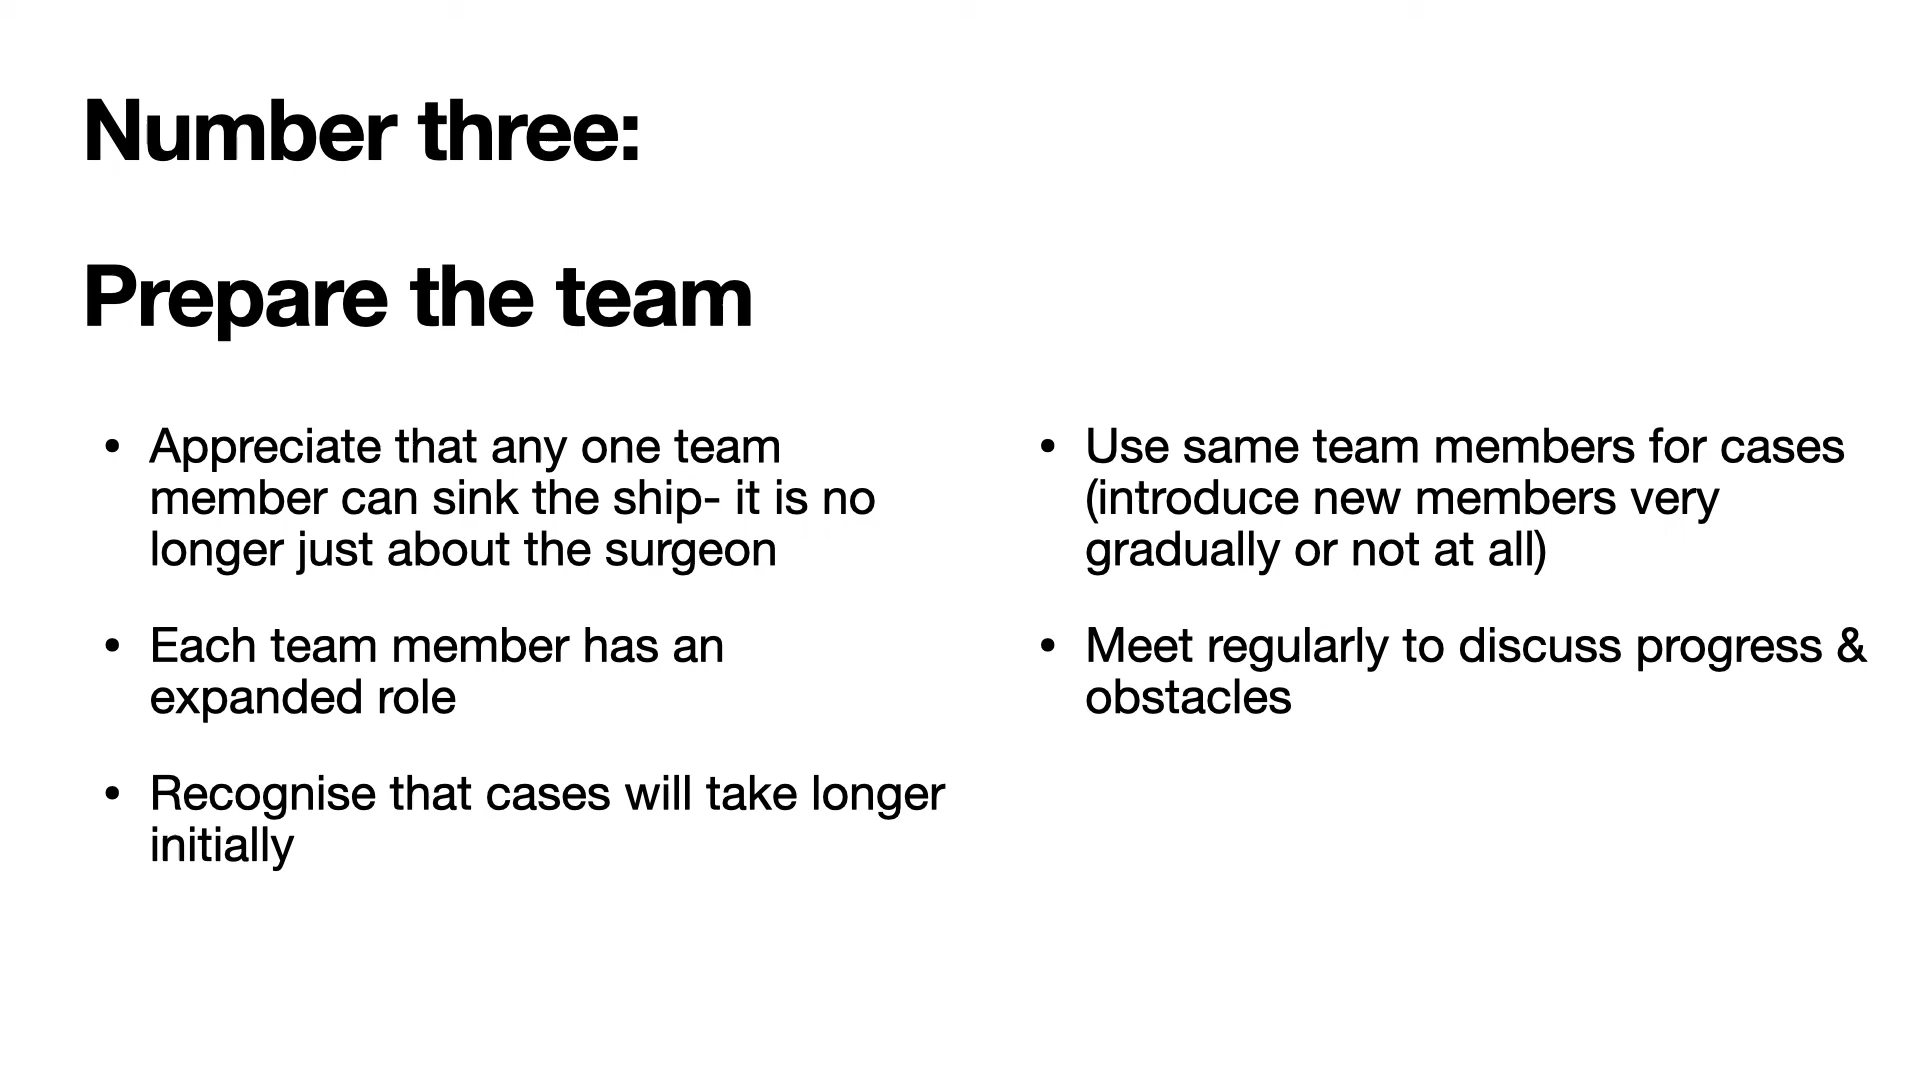 Number three:
Prepare the team
• Appreciate that any one team
member can sink the ship- it is no
longer just about the surgeon
• Each team member has an
expanded role
• Recognise that cases will take longer
initially
• Use same team members for cases
(introduce new members very
gradually or not at all)
• Meet regularly to discuss progress &
obstacles